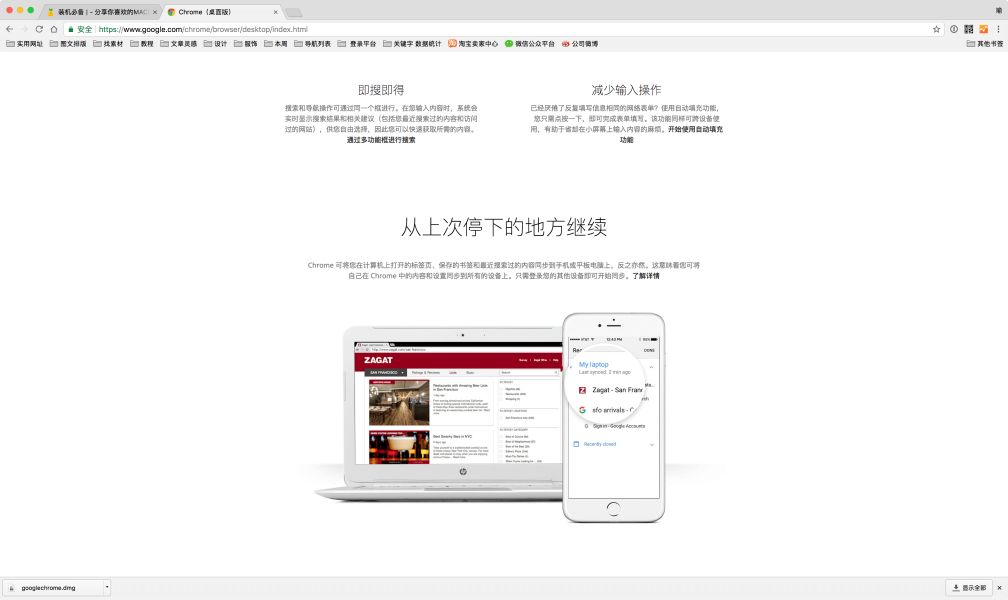 装机必备 | - 分享你喜欢的MAC
Chrome（桌面版）
安全
https://www.google.com/chrome/browser/desktop/index.html
实用网址 图文排版 找素材 教程 文章灵感 设计 服饰 本周 导航列表 登录平台 关键字 数据统计 淘宝卖家中心 微信公众平台 公司微博 其他书签
即搜即得
搜索和导航操作可通过同一个框进行。在您输入内容时，系统会
实时显示搜索结果和相关建议（包括您最近搜索过的内容和访问
过的网站），供您自由选择，因此您可以快速获取所需的内容。
通过多功能框进行搜索
减少输入操作
已经厌倦了反复填写信息相同的网络表单？使用自动填充功能，
您只需点按一下，即可完成表单填写。该功能同样可跨设备使
用，有助于省却在小屏幕上输入内容的麻烦。开始使用自动填充
功能
从上次停下的地方继续
Chrome 可将您在计算机上打开的标签页、保存的书签和最近搜索过的内容同步到手机或平板电脑上，反之亦然。这意味着您可将
自己在 Chrome 中的内容和设置同步到所有的设备上。只需登录您的其他设备即可开始同步。了解详情
ZAGAT
SAN FRANCISCO
Ratings & Reviews
Lists
Buzz
Restaurants with Amazing Beer Lists
in San Francisco
Best Swanky Bars in NYC
AT&T
12:43 PM
DONE
My laptop
Last synced: 2 min ago
Zagat - San Fran
sfo arrivals -
Sign in - Google Accounts
Recently closed
googlechrome.dmg
显示全部